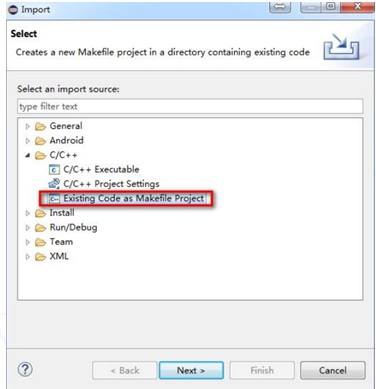 Import
Select
Creates a new Makefile project in a directory containing existing code
Select an import source:
type filter text
General
Android
C/C++
C/C++ Executable
C/C++ Project Settings
Existing Code as Makefile Project
Install
Run/Debug
Team
XML
< Back Next > Finish Cancel